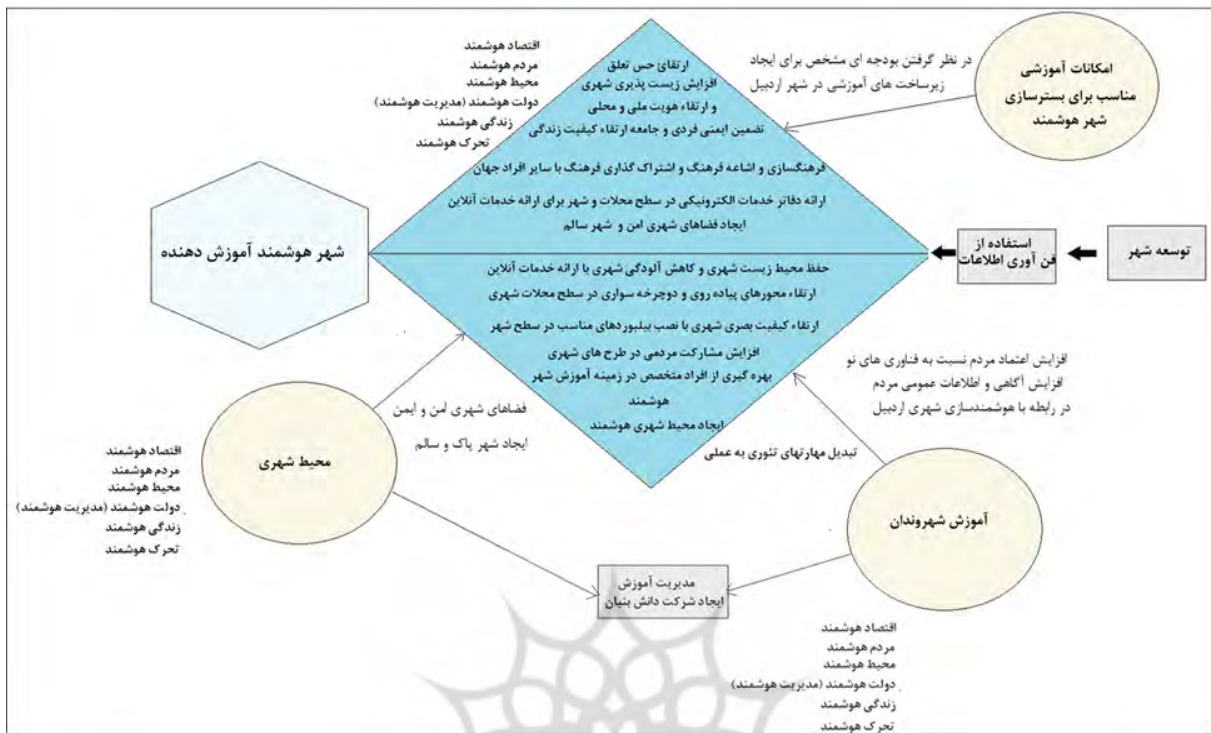 اقتصاد هوشمند
مردم هوشمند
محیط هوشمند
دولت هوشمند (مدیریت هوشمند)
زندگی هوشمند
تحرک هوشمند
امکانات آموزشی
مناسب برای بسترسازی
شهر هوشمند
در نظر گرفتن بودجه ای مشخص برای ایجاد
زیرساخت های آموزشی در شهر اردبیل
ارتقائ حس تعلق
افزایش زیست پذیری شهری
و ارتقاء هویت ملی و محلی
تضمین ایمنی فردی و جامعه ارتقاء کیفیت زندگی
فرهنگسازی و اشاعه فرهنگ و اشتراک گذاری فرهنگ با سایر افراد جهان
ارائه دفاتر خدمات الکترونیکی در سطح محلات و شهر برای ارائه خدمات آنلاین
ایجاد فضاهای شهری امن و شهر سالم
توسعه شهر
استفاده از
فن آوری اطلاعات
شهر هوشمند آموزش دهنده
حفظ محیط زیست شهری و کاهش آلودگی شهری با ارائه خدمات آنلاین
ارتقاء محورهای پیاده روی و دوچرخه سواری در سطح محلات شهری
ارتقاء کیفیت بصری شهری با نصب بیلبوردهای مناسب در سطح شهر
افزایش مشارکت مردمی در طرح های شهری
بهره گیری از افراد متخصص در زمینه آموزش شهر
هوشمند
ایجاد محیط شهری هوشمند
افزایش اعتماد مردم نسبت به فناوری های نو
افزایش آگاهی و اطلاعات عمومی مردم
در رابطه با هوشمندسازی شهری اردبیل
تبدیل مهارتهای تئوری به عملی
آموزش شهروندان
فضاهای شهری امن و ایمن
ایجاد شهر پاک و سالم
محیط شهری
اقتصاد هوشمند
مردم هوشمند
محیط هوشمند
دولت هوشمند (مدیریت هوشمند)
زندگی هوشمند
تحرک هوشمند
مدیریت آموزش
ایجاد شرکت دانش بنیان
اقتصاد هوشمند
مردم هوشمند
محیط هوشمند
دولت هوشمند (مدیریت هوشمند)
زندگی هوشمند
تحرک هوشمند